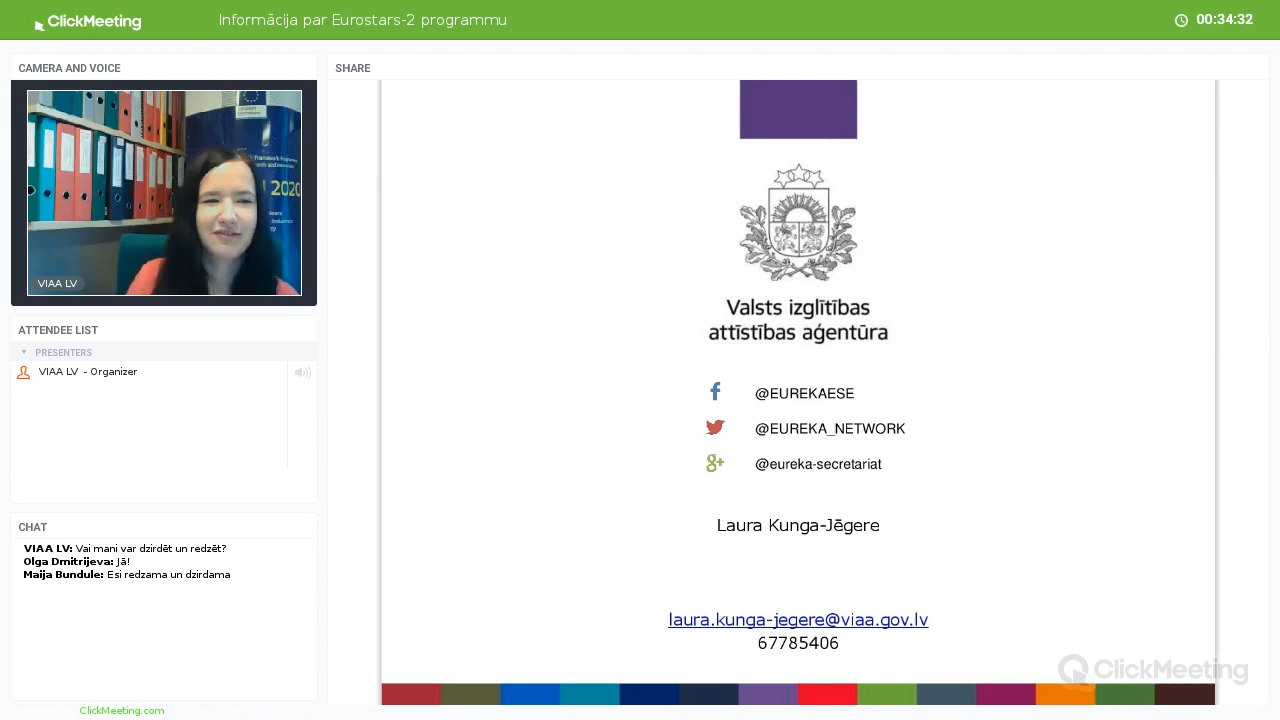 ClickMeeting
Informācija par Eurostars-2 programmu
00:34:32
CAMERA AND VOICE
2020
VIAA LV
ATTENDEE LIST
PRESENTERS
VIAA LV - Organizer
CHAT
VIAA LV: Vai mani var dzirdēt un redzēt?
Olga Dmitrijeva: Jā!
Maija Bundule: Esi redzama un dzirdama
ClickMeeting.com
SHARE
Valsts izglītības
attīstības aģentūra
@EUREKAESE
@EUREKA_NETWORK
@eureka-secretariat
Laura Kunga-Jēgere
laura.kunga-jegere@viaa.gov.lv
67785406
ClickMeeting